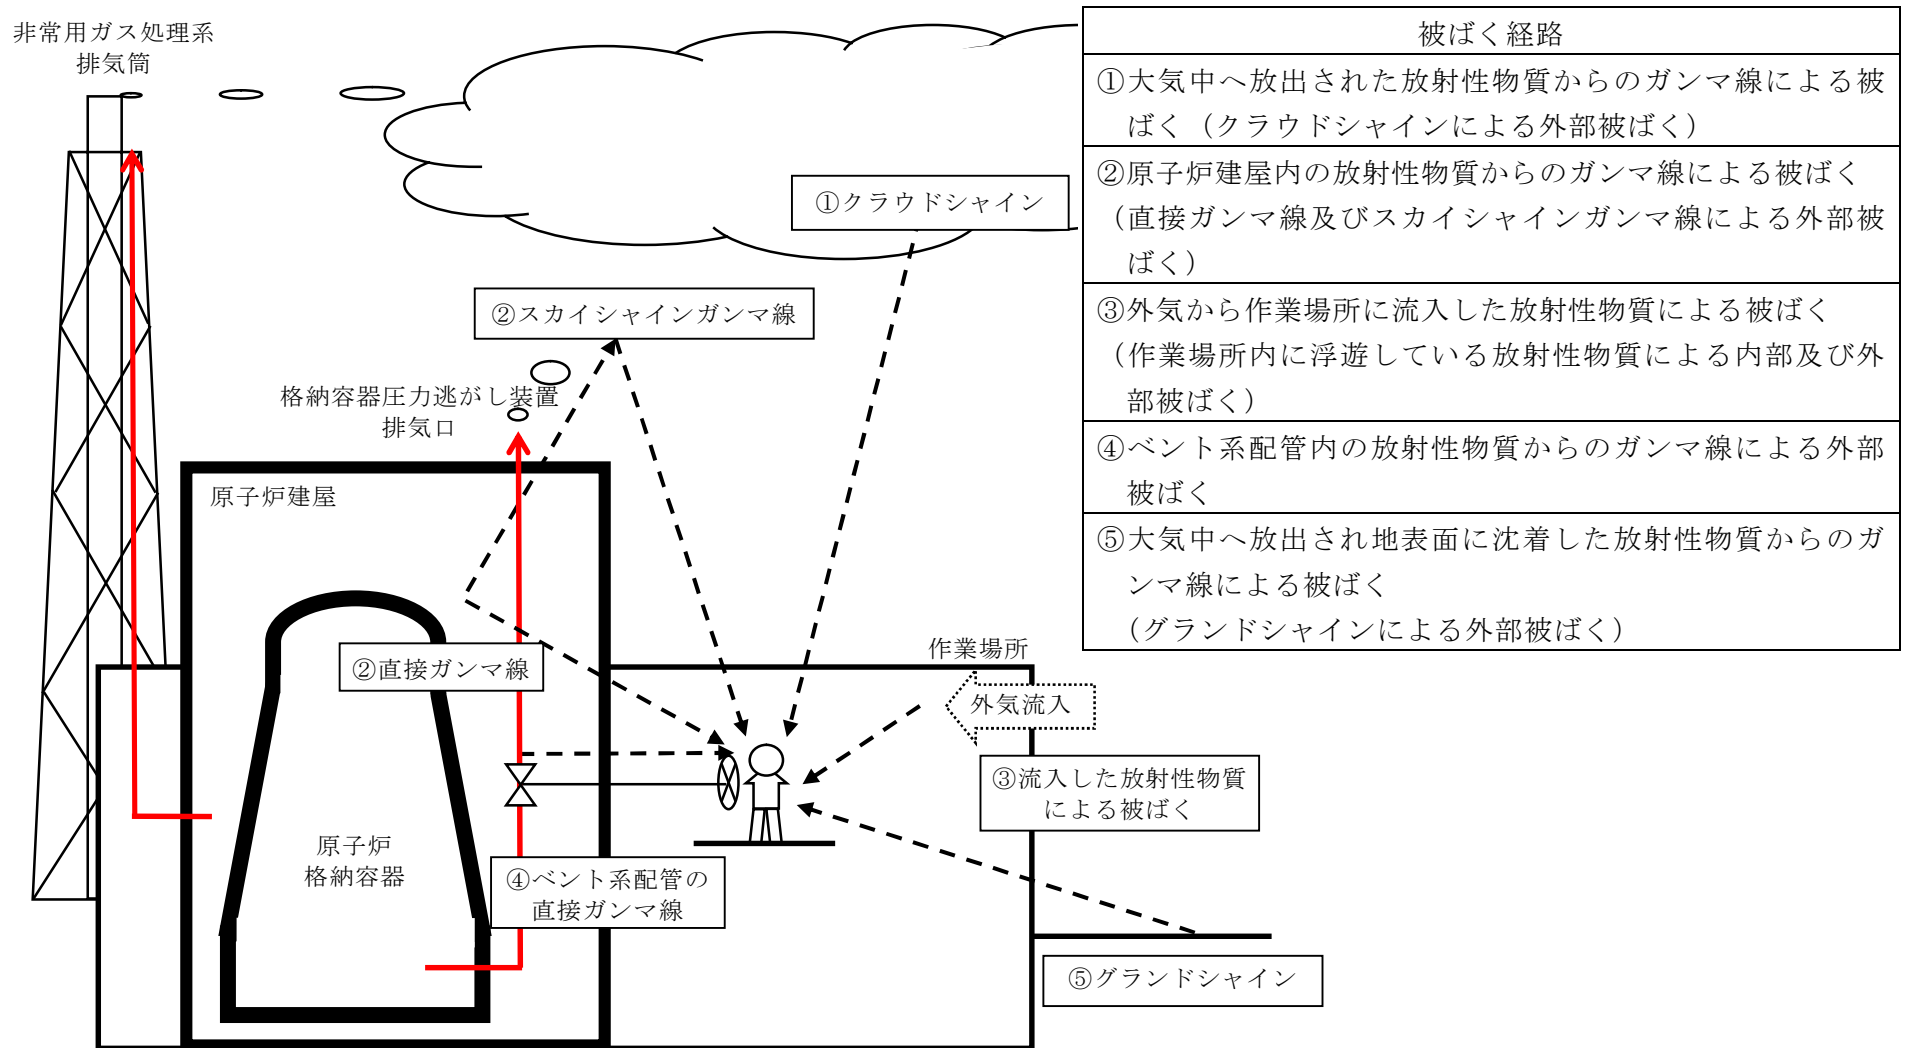 非常用ガス処理系
排気筒
①クラウドシャイン
②スカイシャインガンマ線
格納容器圧力逃がし装置
排気口
原子炉建屋
②直接ガンマ線
作業場所
外気流入
③流入した放射性物質
による被ばく
原子炉
格納容器
④ベント系配管の
直接ガンマ線
⑤グランドシャイン
被ばく経路
①大気中へ放出された放射性物質からのガンマ線による被
ばく（クラウドシャインによる外部被ばく）
②原子炉建屋内の放射性物質からのガンマ線による被ばく
（直接ガンマ線及びスカイシャインガンマ線による外部被
ばく）
③外気から作業場所に流入した放射性物質による被ばく
（作業場所内に浮遊している放射性物質による内部及び外
部被ばく）
④ベント系配管内の放射性物質からのガンマ線による外部
被ばく
⑤大気中へ放出され地表面に沈着した放射性物質からのガ
ンマ線による被ばく
（グランドシャインによる外部被ばく）